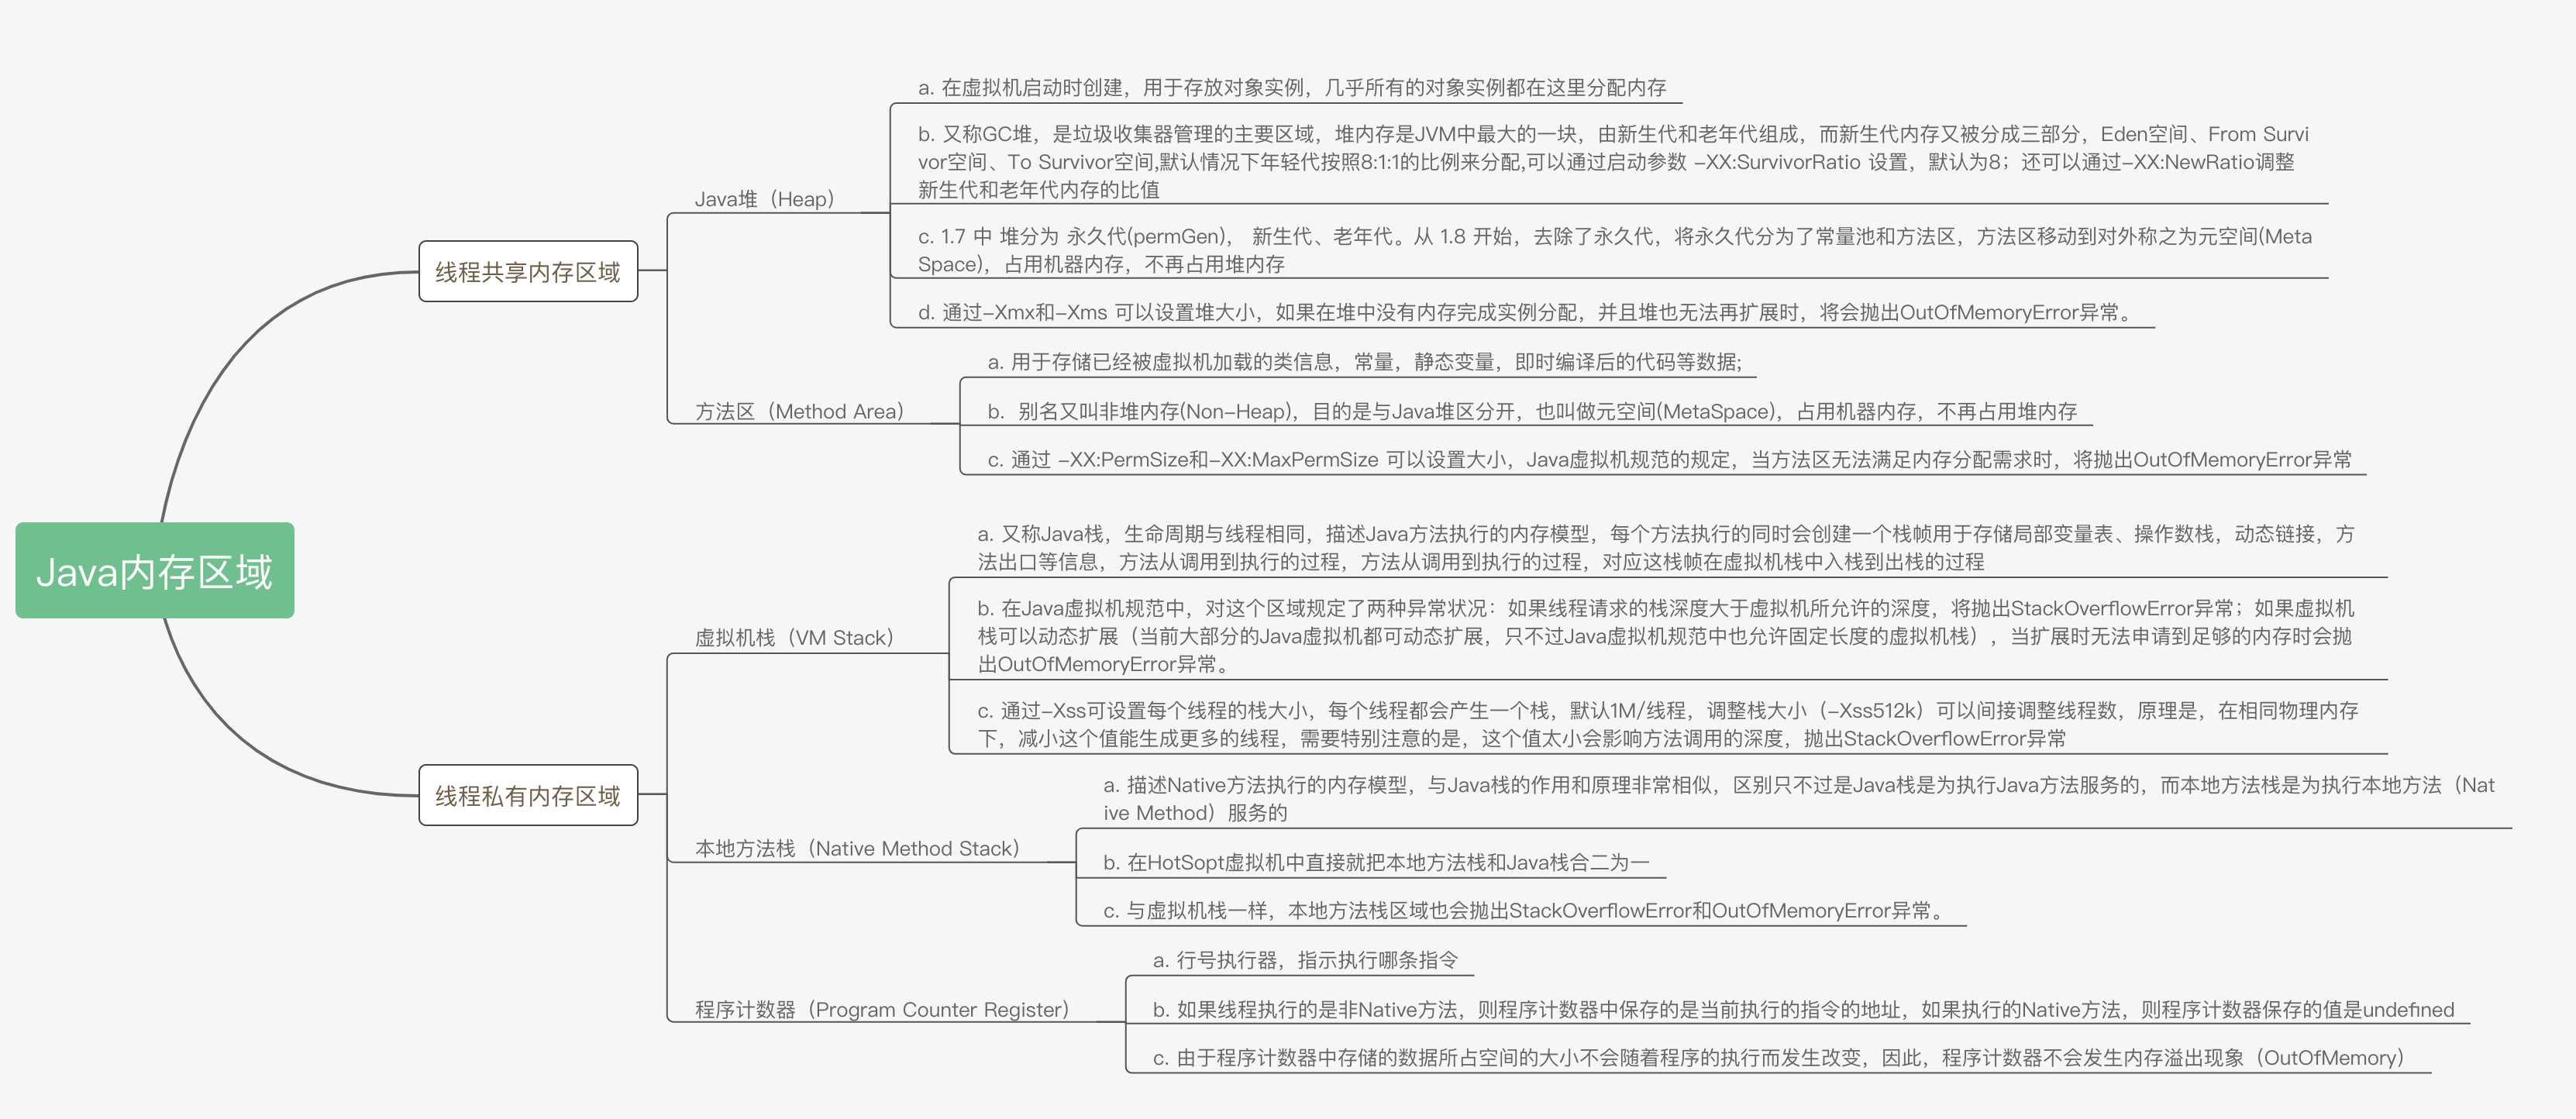 Java内存区域
线程共享内存区域
Java堆（Heap）
a. 在虚拟机启动时创建，用于存放对象实例，几乎所有的对象实例都在这里分配内存
b. 又称GC堆，是垃圾收集器管理的主要区域，堆内存是JVM中最大的一块，由新生代和老年代组成，而新生代内存又被分成三部分，Eden空间、From Survi
vor空间、To Survivor空间,默认情况下年轻代按照8:1:1的比例来分配,可以通过启动参数 –XX:SurvivorRatio 设置，默认为8；还可以通过–XX:NewRatio调整
新生代和老年代内存的比值
c. 1.7 中 堆分为 永久代(permGen)， 新生代、老年代。从 1.8 开始，去除了永久代，将永久代分为了常量池和方法区，方法区移动到对外称之为元空间(Meta
Space)，占用机器内存，不再占用堆内存
d. 通过–Xmx和–Xms 可以设置堆大小，如果在堆中没有内存完成实例分配，并且堆也无法再扩展时，将会抛出OutOfMemoryError异常。
方法区（Method Area）
a. 用于存储已经被虚拟机加载的类信息，常量，静态变量，即时编译后的代码等数据;
b. 别名又叫非堆内存(Non–Heap)，目的是与Java堆区分开，也叫做元空间(MetaSpace)，占用机器内存，不再占用堆内存
c. 通过 –XX:PermSize和–XX:MaxPermSize 可以设置大小，Java虚拟机规范的规定，当方法区无法满足内存分配需求时，将抛出OutOfMemoryError异常
线程私有内存区域
虚拟机栈（VM Stack）
a. 又称Java栈，生命周期与线程相同，描述Java方法执行的内存模型，每个方法执行的同时会创建一个栈帧用于存储局部变量表、操作数栈，动态链接，方
法出口等信息，方法从调用到执行的过程，方法从调用到执行的过程，对应这栈帧在虚拟机栈中入栈到出栈的过程
b. 在Java虚拟机规范中，对这个区域规定了两种异常状况：如果线程请求的栈深度大于虚拟机所允许的深度，将抛出StackOverflowError异常；如果虚拟机
栈可以动态扩展（当前大部分的Java虚拟机都可动态扩展，只不过Java虚拟机规范中也允许固定长度的虚拟机栈），当扩展时无法申请到足够的内存时会抛
出OutOfMemoryError异常。
c. 通过–Xss可设置每个线程的栈大小，每个线程都会产生一个栈，默认1M/线程，调整栈大小（–Xss512k）可以间接调整线程数，原理是，在相同物理内存
下，减小这个值能生成更多的线程，需要特别注意的是，这个值太小会影响方法调用的深度，抛出StackOverflowError异常
本地方法栈（Native Method Stack）
a. 描述Native方法执行的内存模型，与Java栈的作用和原理非常相似，区别只不过是Java栈是为执行Java方法服务的，而本地方法栈是为执行本地方法（Nat
ive Method）服务的
b. 在HotSopt虚拟机中直接就把本地方法栈和Java栈合二为一
c. 与虚拟机栈一样，本地方法栈区域也会抛出StackOverflowError和OutOfMemoryError异常。
程序计数器（Program Counter Register）
a. 行号执行器，指示执行哪条指令
b. 如果线程执行的是非Native方法，则程序计数器中保存的是当前执行的指令的地址，如果执行的Native方法，则程序计数器保存的值是undefined
c. 由于程序计数器中存储的数据所占空间的大小不会随着程序的执行而发生改变，因此，程序计数器不会发生内存溢出现象（OutOfMemory）